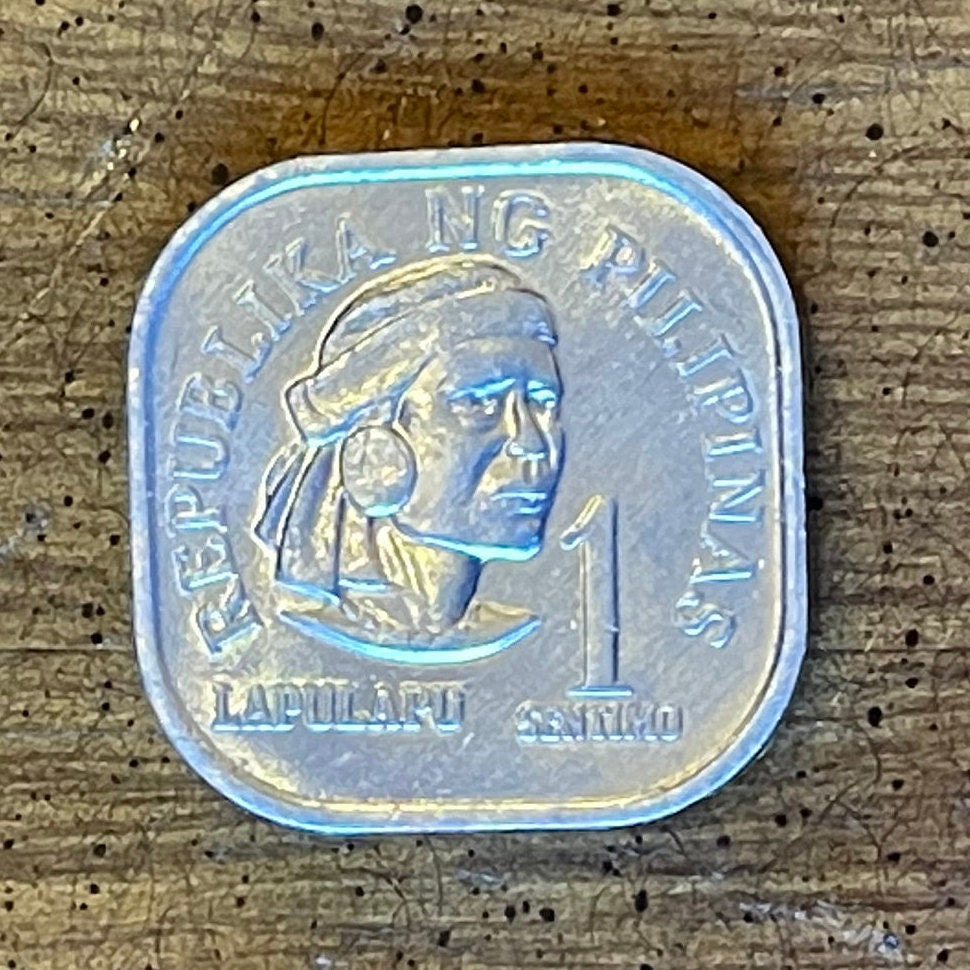 REPUBLIKA NG PILIPINAS
1
LAPULAPU
SENTIMO